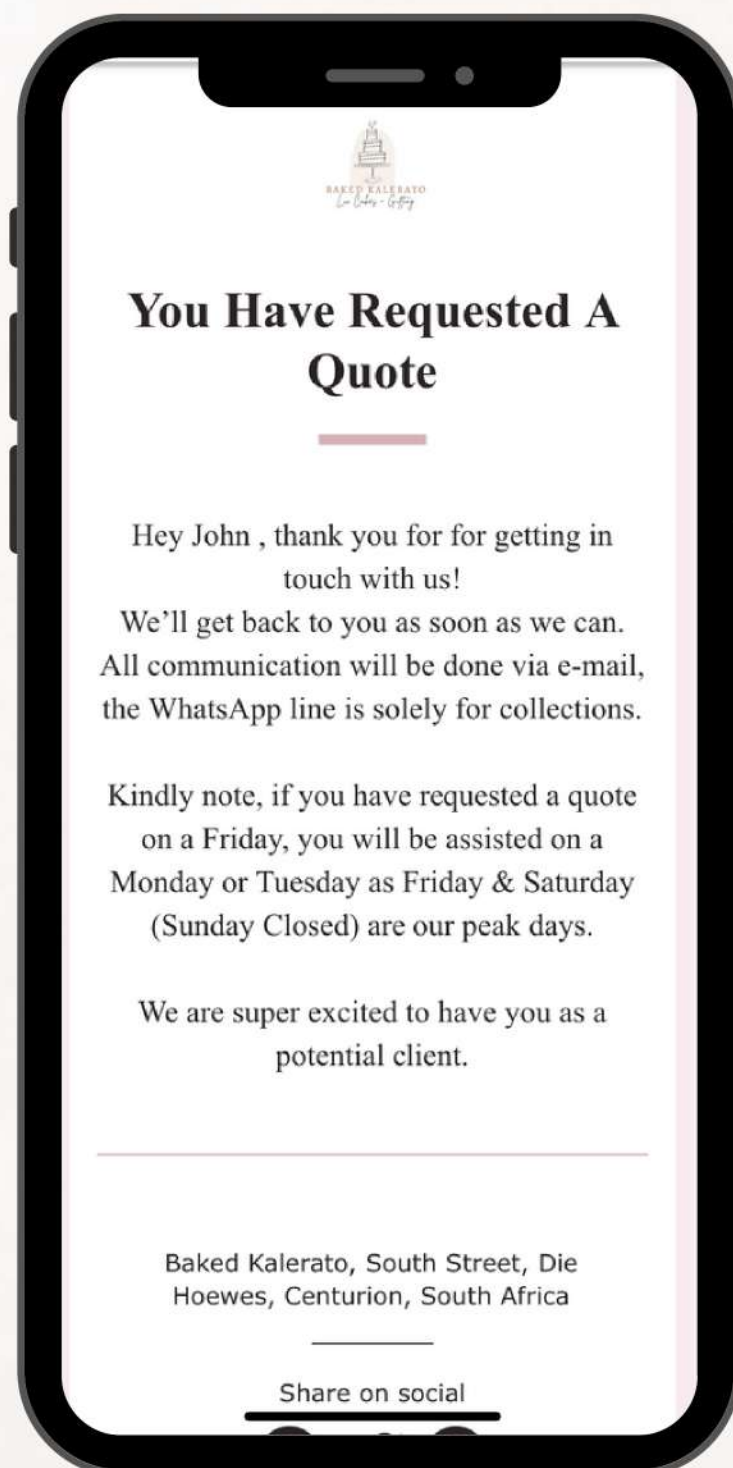 BAKED KALERATO
You Have Requested A
Quote
Hey John , thank you for for getting in
touch with us!
We’ll get back to you as soon as we can.
All communication will be done via e-mail,
the WhatsApp line is solely for collections.
Kindly note, if you have requested a quote
on a Friday, you will be assisted on a
Monday or Tuesday as Friday & Saturday
(Sunday Closed) are our peak days.
We are super excited to have you as a
potential client.
Baked Kalerato, South Street, Die
Hoewes, Centurion, South Africa
Share on social